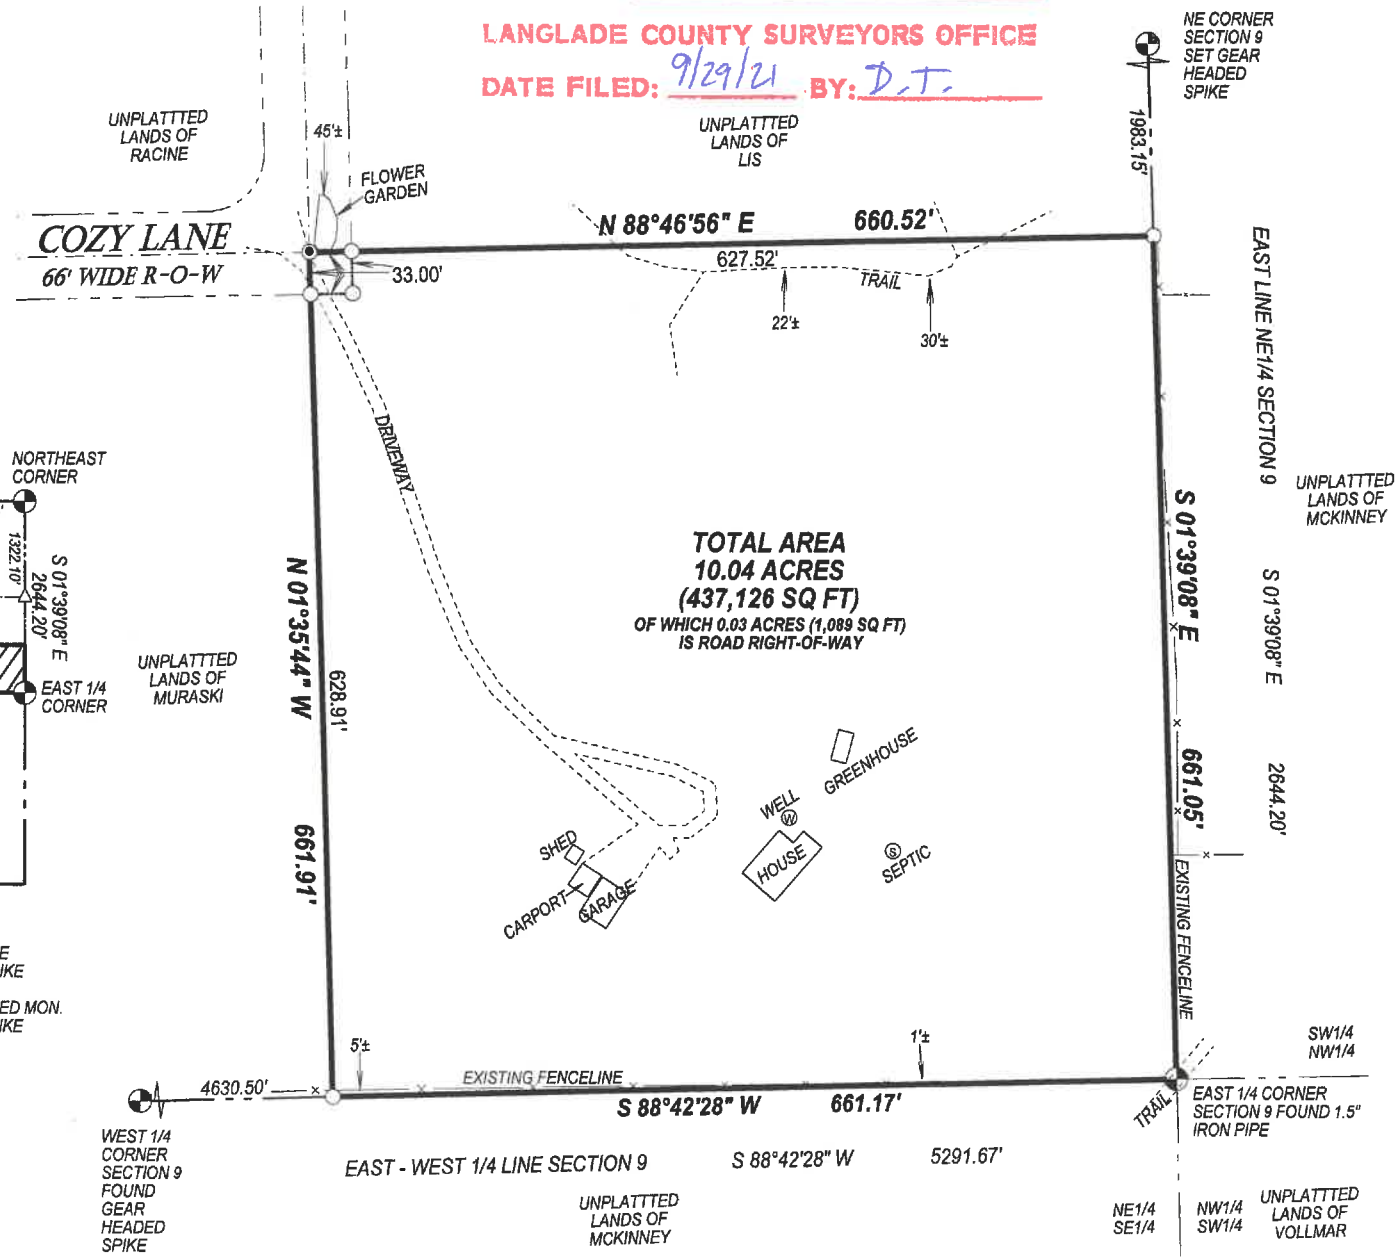 LANGLADE COUNTY SURVEYORS OFFICE
DATE FILED: 9/29/21 BY: D.T.
NE CORNER
SECTION 9
SET GEAR
HEADED
SPIKE
1983.15'
UNPLATTTED
LANDS OF
RACINE
45'±
FLOWER
GARDEN
UNPLATTTED
LANDS OF
LIS
COZY LANE
66' WIDE R-O-W
33.00'
N 88°46'56" E 660.52'
627.52'
TRAIL
22'±
30'±
EAST LINE NE1/4 SECTION 9
S 01°39'08" E
2644.20'
UNPLATTTED
LANDS OF
MCKINNEY
DRIVEWAY
NORTHEAST
CORNER
1322.10'
S 01°39'08" E
2644.20'
EAST 1/4
CORNER
UNPLATTTED
LANDS OF
MURASKI
N 01°35'44" W
628.91'
661.91'
TOTAL AREA
10.04 ACRES
(437,126 SQ FT)
OF WHICH 0.03 ACRES (1,089 SQ FT)
IS ROAD RIGHT-OF-WAY
S 01°39'08" E
661.05'
EXISTING FENCELINE
GREENHOUSE
WELL
W
HOUSE
S
SEPTIC
SHED
CARPORT
GARAGE
E
IKE
ED MON.
IKE
5'±
1'±
EXISTING FENCELINE
4630.50'
S 88°42'28" W 661.17'
TRAIL
SW1/4
NW1/4
EAST 1/4 CORNER
SECTION 9 FOUND 1.5"
IRON PIPE
WEST 1/4
CORNER
SECTION 9
FOUND
GEAR
HEADED
SPIKE
EAST - WEST 1/4 LINE SECTION 9 S 88°42'28" W 5291.67'
UNPLATTTED
LANDS OF
MCKINNEY
NE1/4
SE1/4
NW1/4
SW1/4
UNPLATTTED
LANDS OF
VOLLMAR